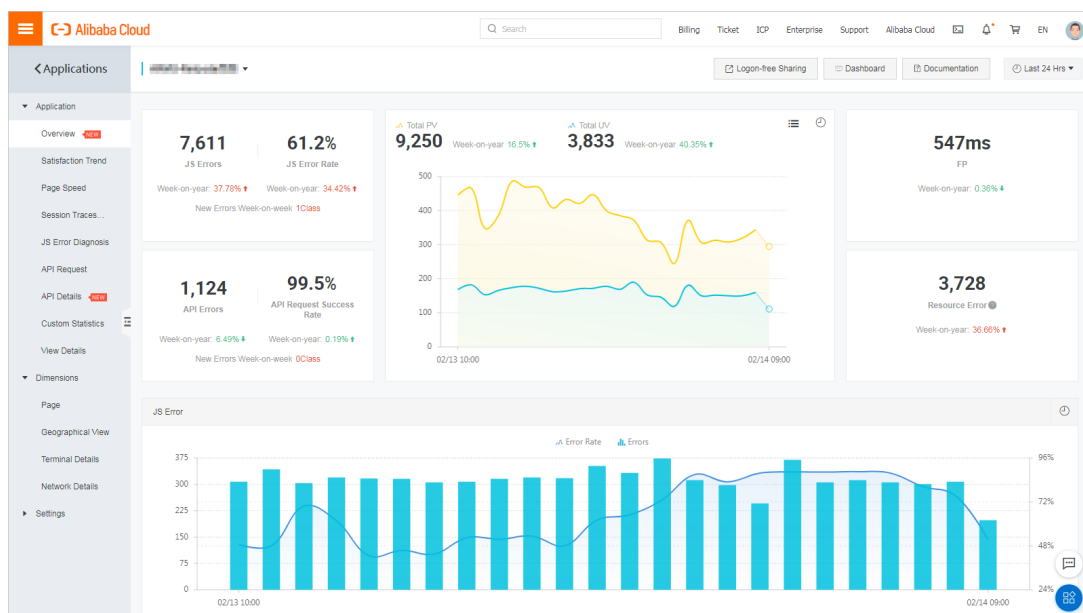 Alibaba Cloud
Search
Billing Ticket ICP Enterprise Support Alibaba Cloud EN
Applications
Logon-free Sharing Dashboard Documentation Last 24 Hrs
Application
Overview NEW
Satisfaction Trend
Page Speed
Session Traces...
JS Error Diagnosis
API Request
API Details NEW
Custom Statistics
View Details
Dimensions
Page
Geographical View
Terminal Details
Network Details
Settings
7,611 61.2%
JS Errors JS Error Rate
Week-on-year: 37.78% Week-on-year: 34.42%
New Errors Week-on-week 1Class
1,124 99.5%
API Errors API Request Success
Rate
Week-on-year: 6.49% Week-on-year: 0.19%
New Errors Week-on-week 0Class
Total PV Total UV
9,250 Week-on-year 16.5% 3,833 Week-on-year 40.35%
500
400
300
200
100
0
02/13 10:00 02/14 09:00
547ms
FP
Week-on-year: 0.36%
3,728
Resource Error
Week-on-year: 36.66%
JS Error
Error Rate Errors
375 96%
300
225 72%
150 48%
75
0 24%
02/13 10:00 02/14 09:00